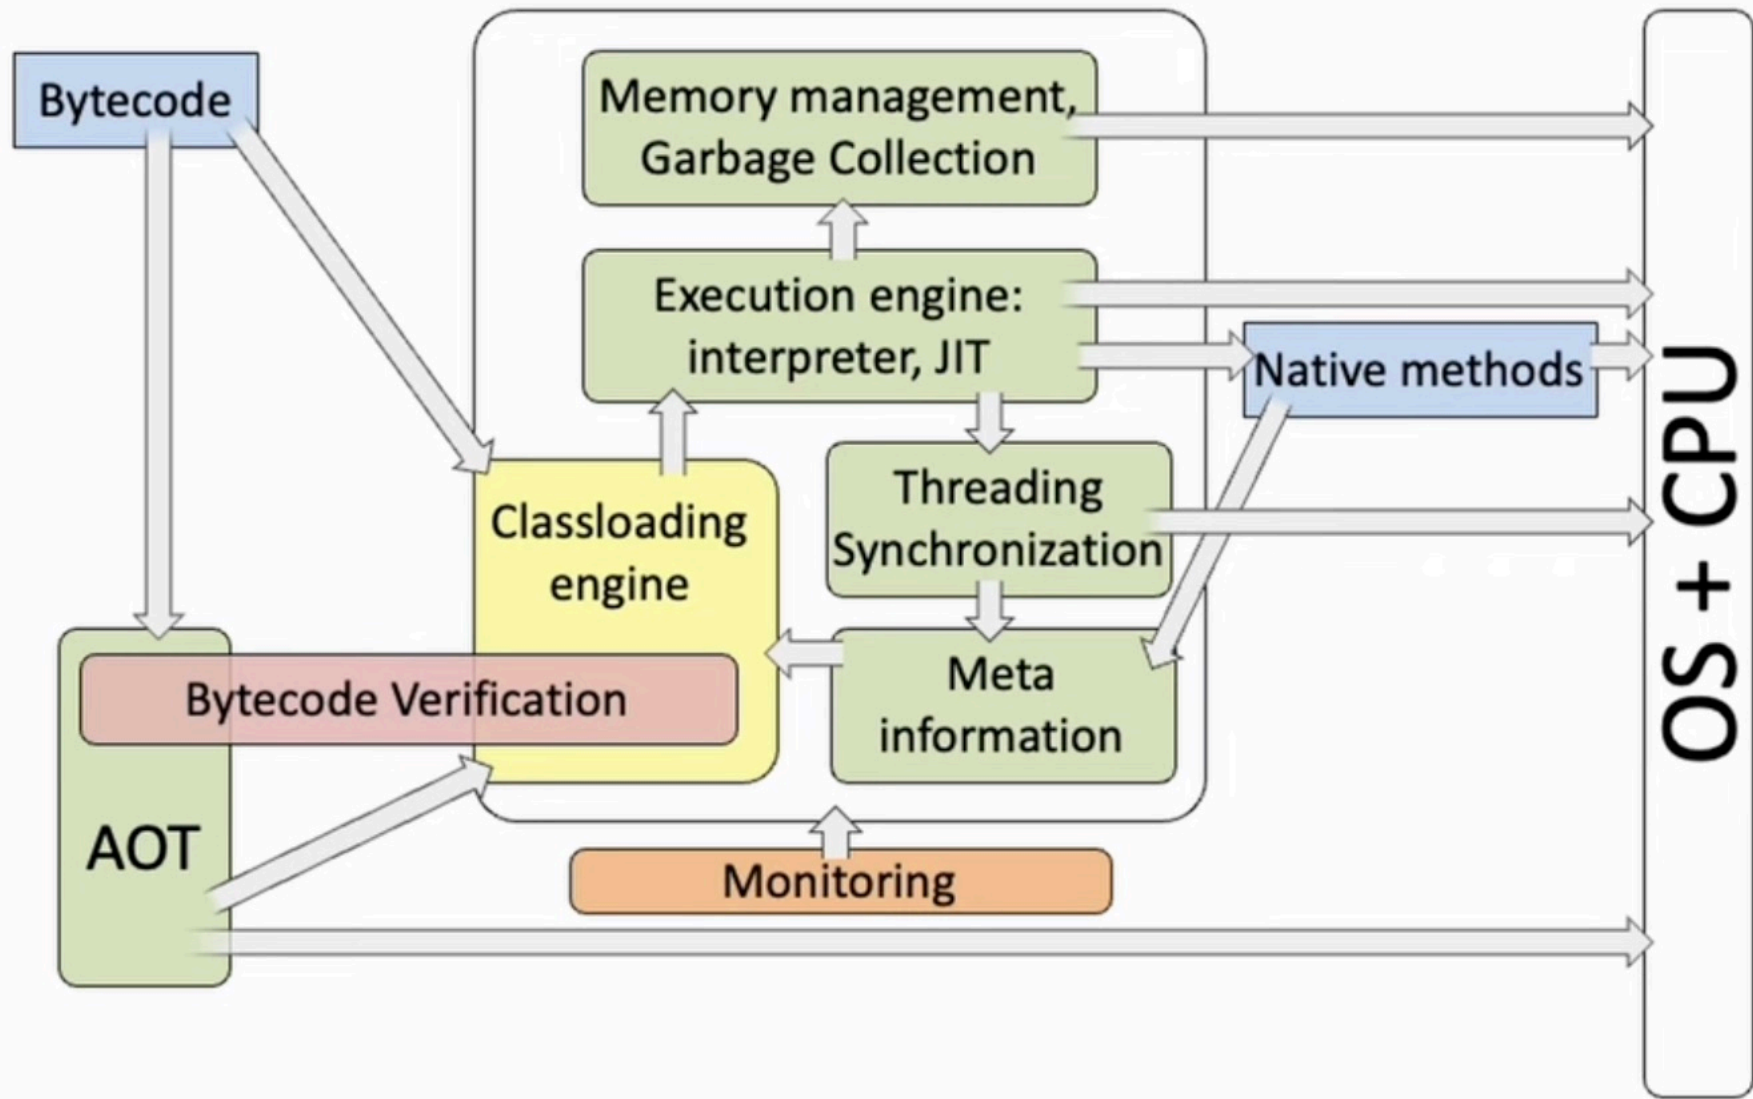 Bytecode
Memory management,
Garbage Collection
Execution engine:
interpreter, JIT
Native methods
Classloading
engine
Threading
Synchronization
Bytecode Verification
Meta
information
AOT
Monitoring
OS + CPU